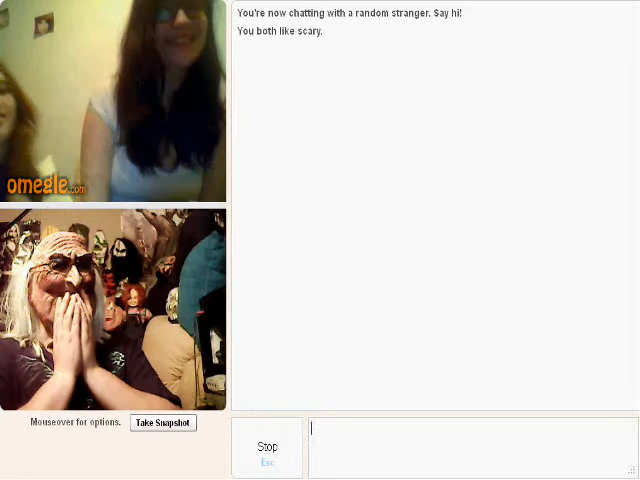 You're now chatting with a random stranger. Say hi!
You both like scary.
omegle.com
Mouseover for options.
Take Snapshot
Stop
Esc